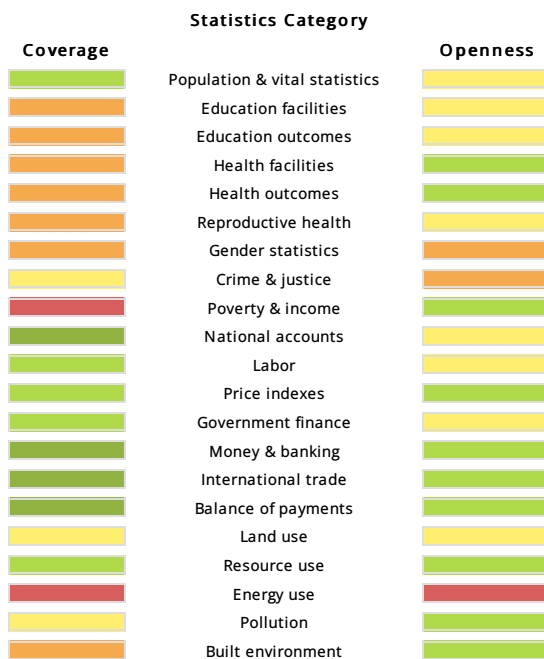 Statistics Category
Coverage Openness
Population & vital statistics
Education facilities
Education outcomes
Health facilities
Health outcomes
Reproductive health
Gender statistics
Crime & justice
Poverty & income
National accounts
Labor
Price indexes
Government finance
Money & banking
International trade
Balance of payments
Land use
Resource use
Energy use
Pollution
Built environment